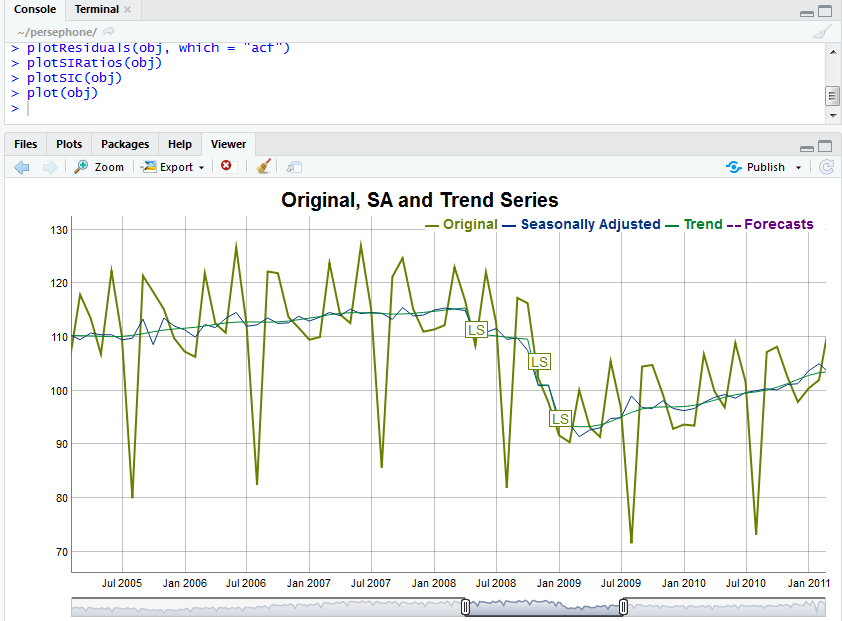 Console Terminal ×
~/persephone/
> plotResiduals(obj, which = "acf")
> plotSIRatios(obj)
> plotSIC(obj)
> plot(obj)
>
Files Plots Packages Help Viewer
Zoom Export Publish
Original, SA and Trend Series
Original Seasonally Adjusted Trend Forecasts
130
120
110
100
90
80
70
LS
LS
LS
Jul 2005 Jan 2006 Jul 2006 Jan 2007 Jul 2007 Jan 2008 Jul 2008 Jan 2009 Jul 2009 Jan 2010 Jul 2010 Jan 2011